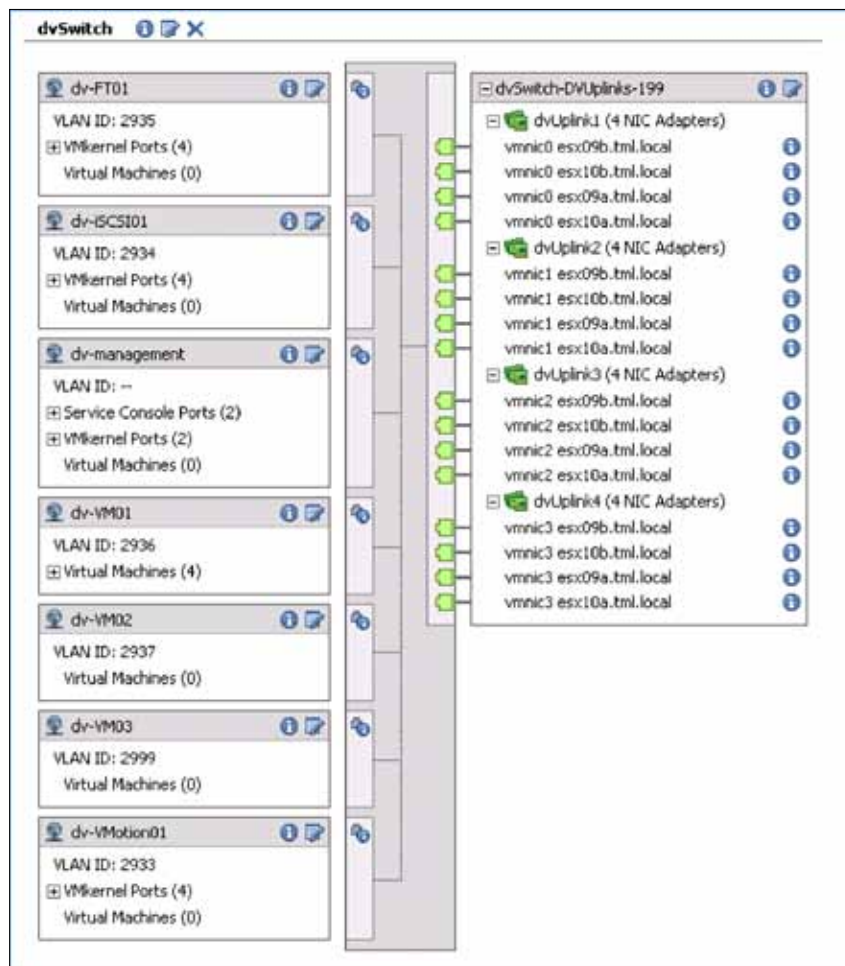 dvSwitch
dv-FT01
VLAN ID: 2935
VMkernel Ports (4)
Virtual Machines (0)
dv-iSCSI01
VLAN ID: 2934
VMkernel Ports (4)
Virtual Machines (0)
dv-management
VLAN ID: --
Service Console Ports (2)
VMkernel Ports (2)
Virtual Machines (0)
dv-VM01
VLAN ID: 2936
Virtual Machines (4)
dv-VM02
VLAN ID: 2937
Virtual Machines (0)
dv-VM03
VLAN ID: 2999
Virtual Machines (0)
dv-VMotion01
VLAN ID: 2933
VMkernel Ports (4)
Virtual Machines (0)
dvSwitch-DVUplinks-199
dvUplink1 (4 NIC Adapters)
vmnic0 esx09b.tml.local
vmnic0 esx10b.tml.local
vmnic0 esx09a.tml.local
vmnic0 esx10a.tml.local
dvUplink2 (4 NIC Adapters)
vmnic1 esx09b.tml.local
vmnic1 esx10b.tml.local
vmnic1 esx09a.tml.local
vmnic1 esx10a.tml.local
dvUplink3 (4 NIC Adapters)
vmnic2 esx09b.tml.local
vmnic2 esx10b.tml.local
vmnic2 esx09a.tml.local
vmnic2 esx10a.tml.local
dvUplink4 (4 NIC Adapters)
vmnic3 esx09b.tml.local
vmnic3 esx10b.tml.local
vmnic3 esx09a.tml.local
vmnic3 esx10a.tml.local